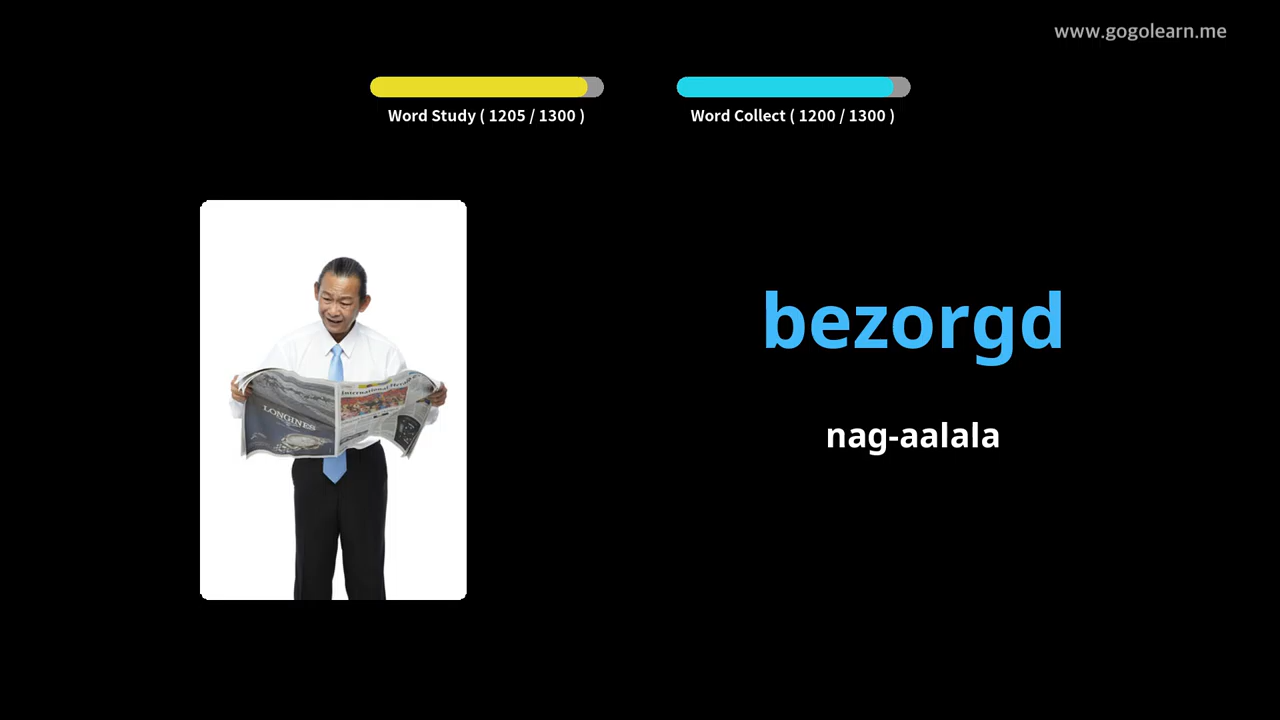 www.gogolearn.me
Word Study ( 1205 / 1300 )
Word Collect ( 1200 / 1300 )
bezorgd
nag-aalala
LONGINES
International Herald